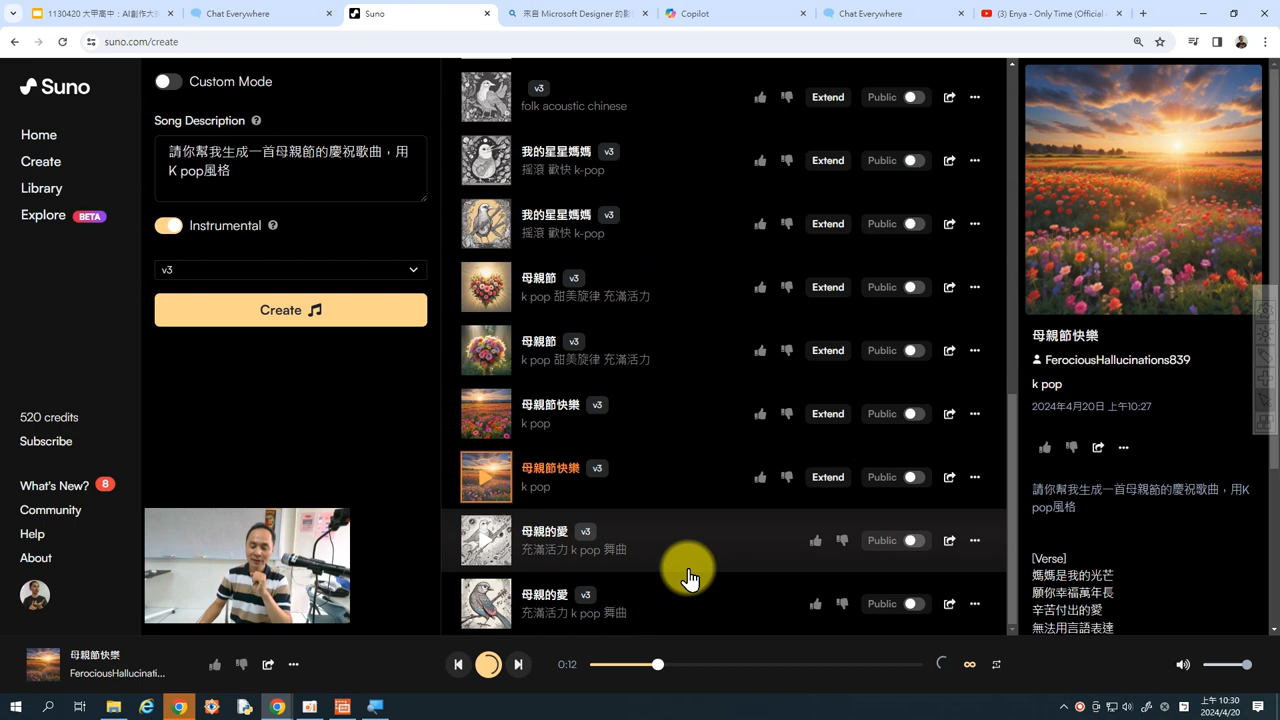 1130420 大甲高中：AI創作大
Chat Everywhere
Suno
來自 Microsoft Designer 的影
Copilot
Chat Everywhere
(3) Enya - Only Time (Official
suno.com/create
Suno
Home
Create
Library
Explore BETA
520 credits
Subscribe
What's New? 8
Community
Help
About
Custom Mode
Song Description
請你幫我生成一首母親節的慶祝歌曲，用
K pop風格
Instrumental
v3
Create
v3
folk acoustic chinese
Extend Public
我的星星媽媽 v3
搖滾 歡快 k-pop
Extend Public
我的星星媽媽 v3
搖滾 歡快 k-pop
Extend Public
母親節 v3
k pop 甜美旋律 充滿活力
Extend Public
母親節 v3
k pop 甜美旋律 充滿活力
Extend Public
母親節快樂 v3
k pop
Extend Public
母親節快樂 v3
k pop
Extend Public
母親的愛 v3
充滿活力 k pop 舞曲
Public
母親的愛 v3
充滿活力 k pop 舞曲
Public
母親節快樂
FerociousHallucinations839
k pop
2024年4月20日 上午10:27
請你幫我生成一首母親節的慶祝歌曲，用K
pop風格
[Verse]
媽媽是我的光芒
願你幸福萬年長
辛苦付出的愛
無法用言語表達
母親節快樂
FerociousHallucinati...
0:12
上午 10:30
2024/4/20